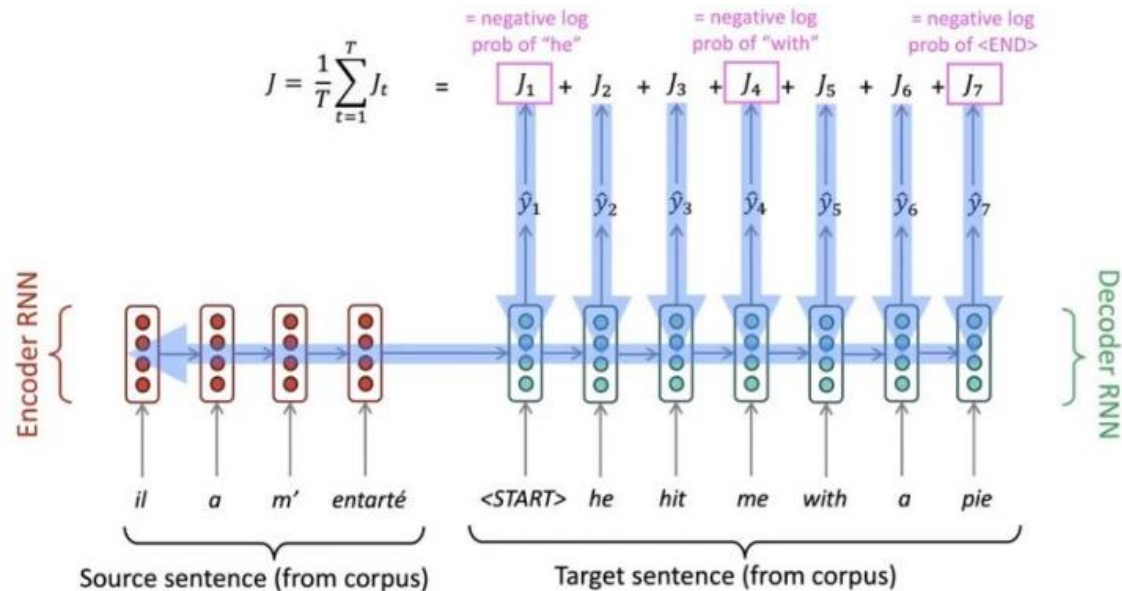 = negative log
prob of "he"
= negative log
prob of "with"
= negative log
prob of <END>
J = \frac{1}{T} \sum_{t=1}^{T} J_t = J_1 + J_2 + J_3 + J_4 + J_5 + J_6 + J_7
ŷ_1 ŷ_2 ŷ_3 ŷ_4 ŷ_5 ŷ_6 ŷ_7
Encoder RNN
Decoder RNN
il a m' entarté <START> he hit me with a pie
Source sentence (from corpus)
Target sentence (from corpus)